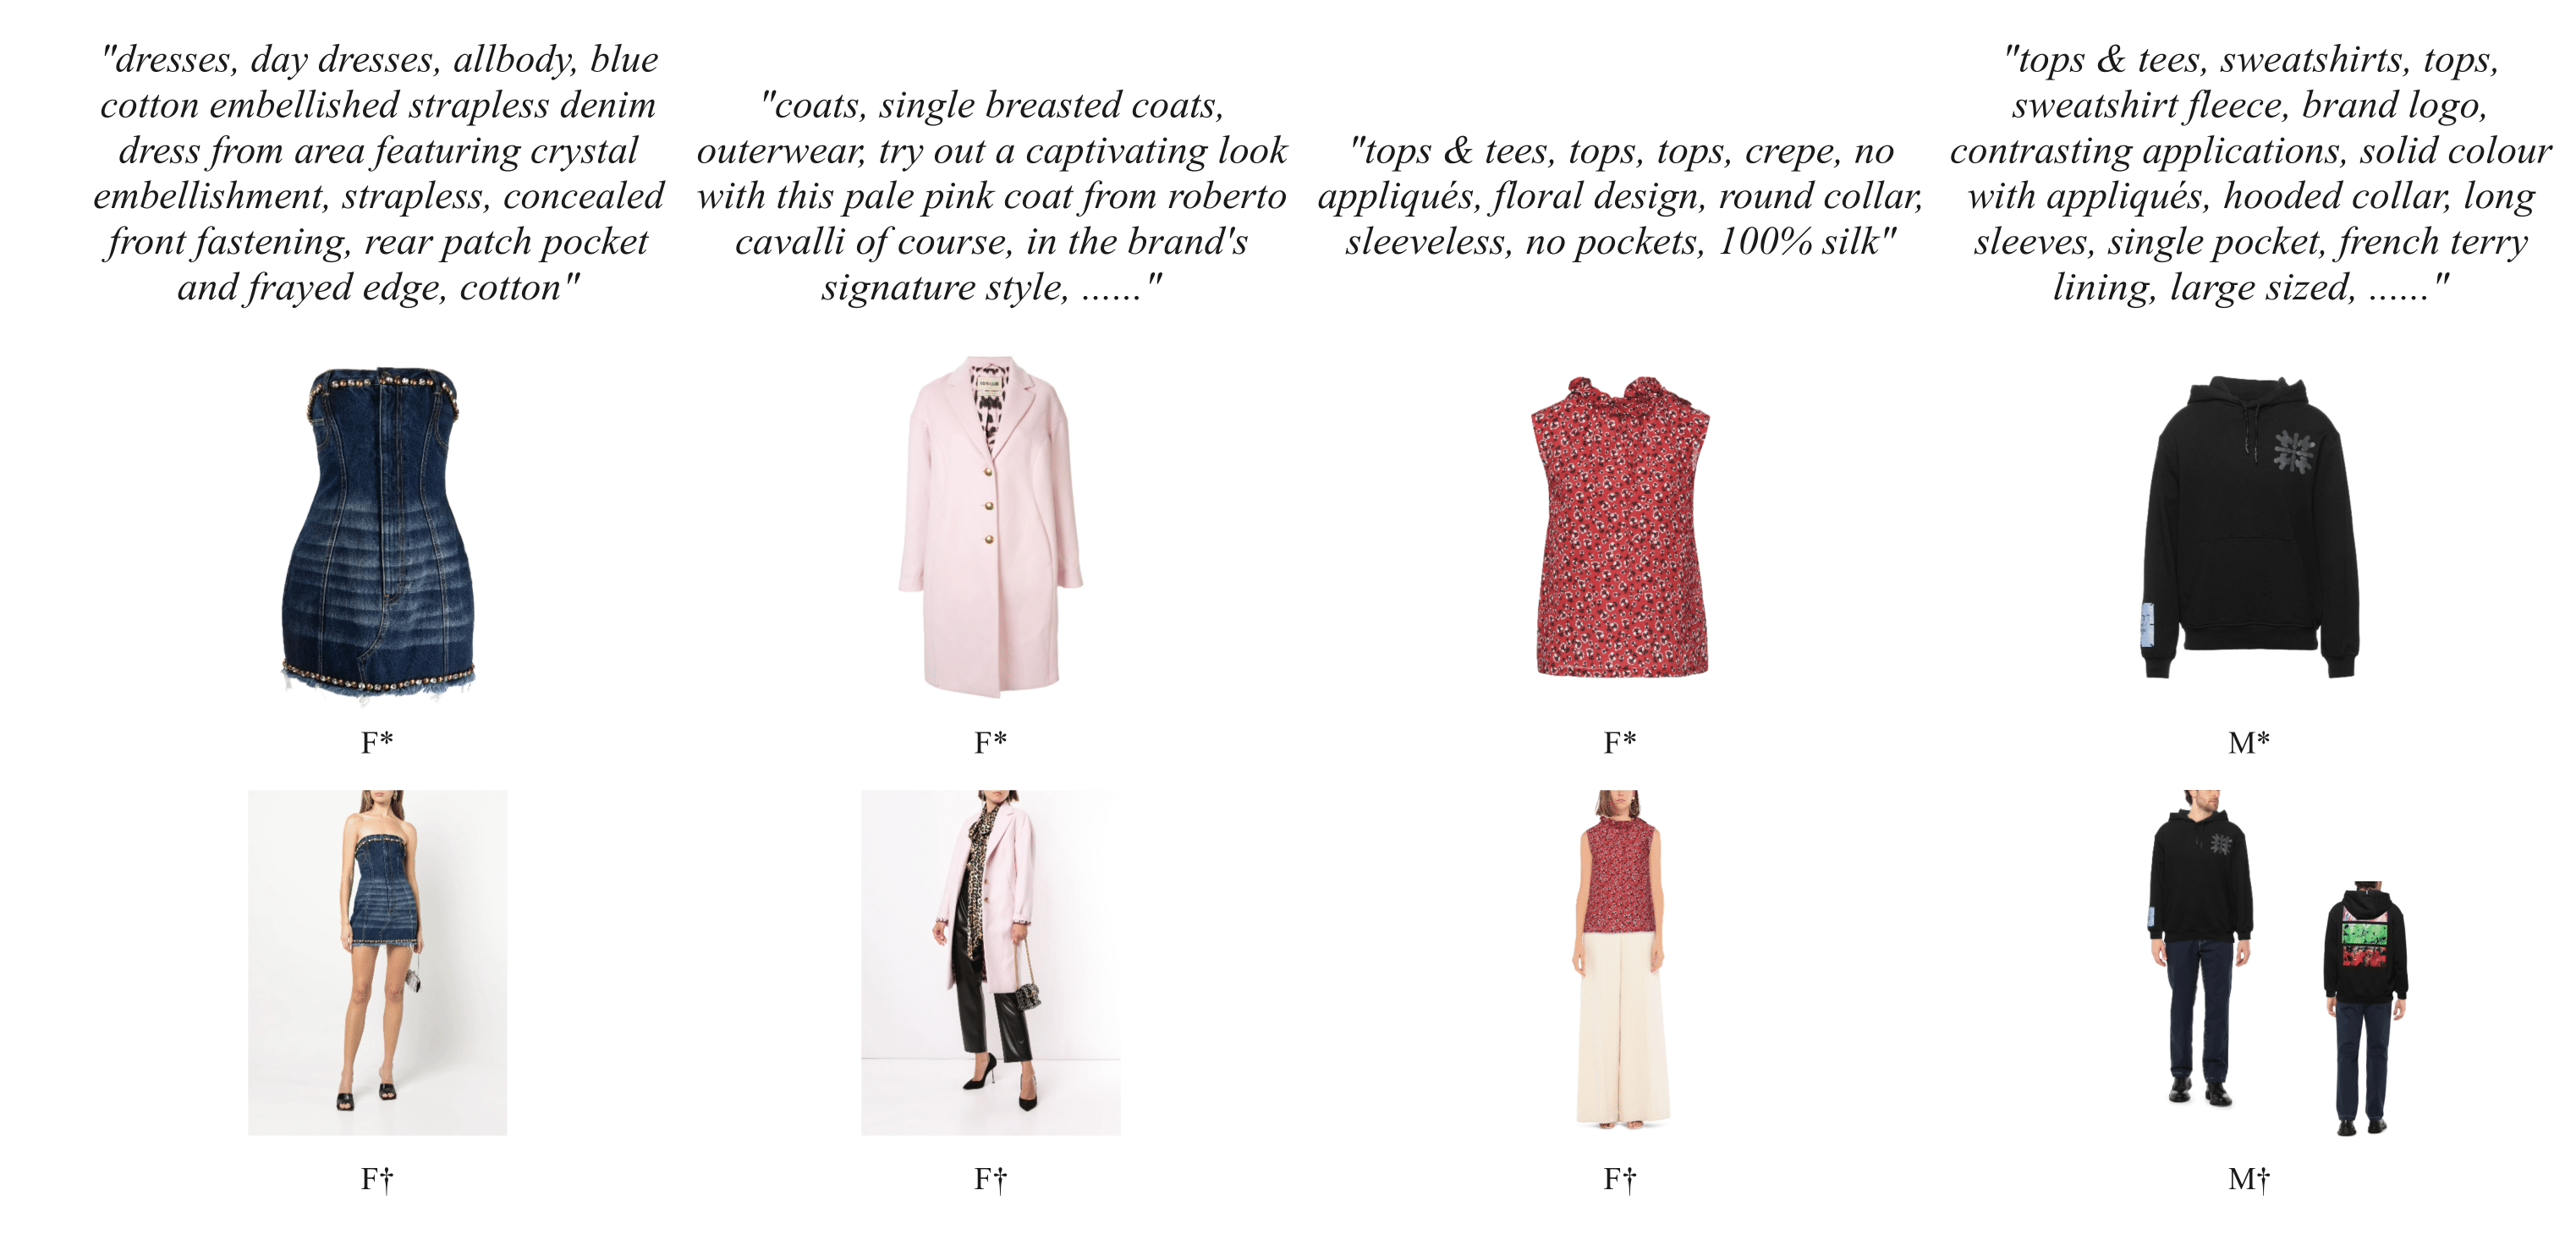 "dresses, day dresses, allbody, blue
cotton embellished strapless denim
dress from area featuring crystal
embellishment, strapless, concealed
front fastening, rear patch pocket
and frayed edge, cotton"
"coats, single breasted coats,
outerwear, try out a captivating look
with this pale pink coat from roberto
cavalli of course, in the brand's
signature style, ......"
"tops & tees, tops, tops, crepe, no
appliqués, floral design, round collar,
sleeveless, no pockets, 100% silk"
"tops & tees, sweatshirts, tops,
sweatshirt fleece, brand logo,
contrasting applications, solid colour
with appliqués, hooded collar, long
sleeves, single pocket, french terry
lining, large sized, ......"
F*
F*
F*
M*
F†
F†
F†
M†